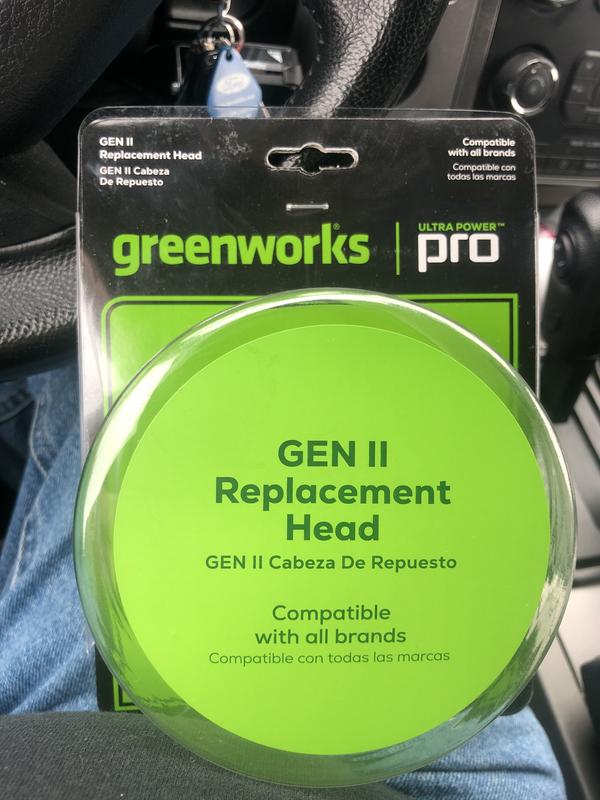 GEN II
Replacement Head
GEN II Cabeza
De Repuesto
Compatible
with all brands
Compatible con
todas las marcas
greenworks®
ULTRA POWER™
pro
GEN II
Replacement
Head
GEN II Cabeza De Repuesto
Compatible
with all brands
Compatible con todas las marcas
Ford